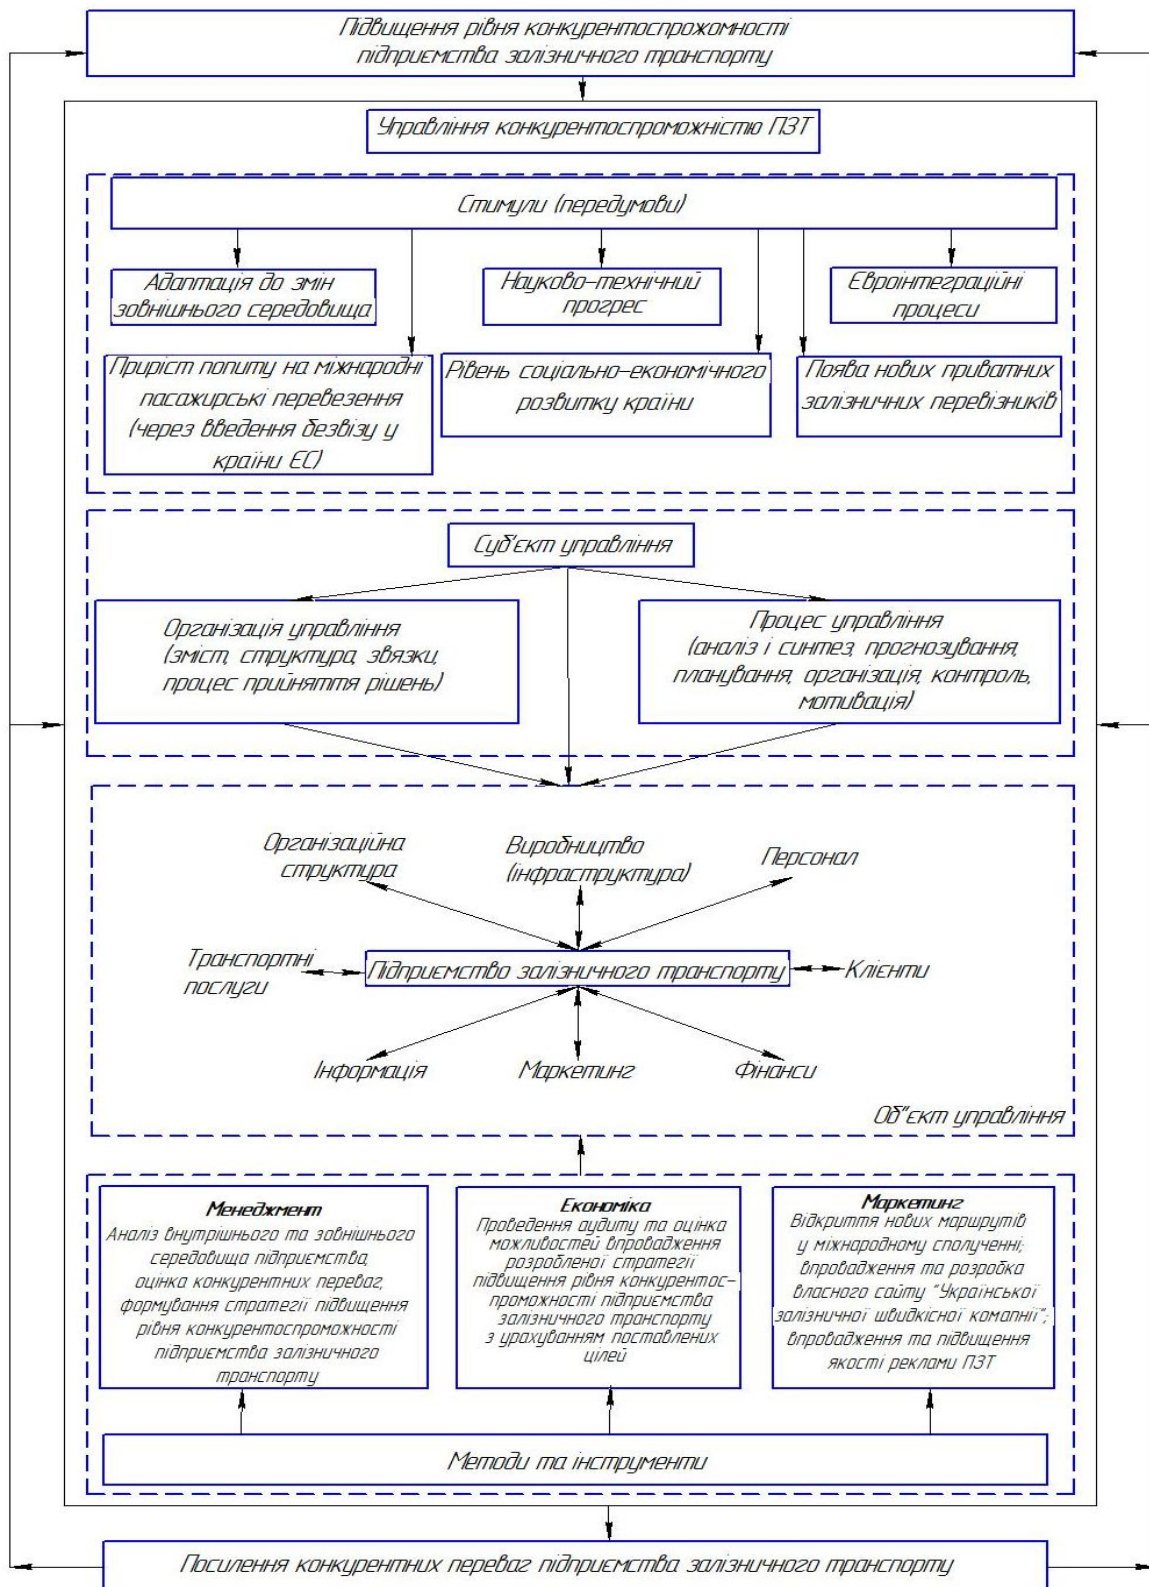 Підвищення рівня конкурентоспрожомності
підприємства залізничного транспорту
Управління конкурентоспроможністю ПЗТ
Стимули (передумови)
Адаптація до змін
зовнішнього середовища
Науково-технічний
прогрес
Євроінтеграційні
процеси
Приріст попиту на міжнародні
пасажирські перевезення
(через введення безвізу у
країни ЄС)
Рівень соціально-економічного
розвитку країни
Поява нових приватних
залізничних перевізників
Суб'єкт управління
Організація управління
(зміст, структура, звязки,
процес прийняття рішень)
Процес управління
(аналіз і синтез, прогнозування,
планування, організація, контроль,
мотивація)
Організаційна
структура
Виробництво
(інфраструктура)
Персонал
Транспортні
послуги
Підприємство залізничного транспорту
Клієнти
Інформація
Маркетинг
Фінанси
Об"єкт управління
Менеджмент
Аналіз внутрішнього та зовнішнього
середовища підприємства,
оцінка конкурентних переваг,
формування стратегії підвищення
рівня конкурентоспроможності
підприємства залізничного
транспорту
Економіка
Проведення аудиту та оцінка
можливостей впровадження
розробленої стратегії
підвищення рівня конкурентос-
проможності підприємства
залізничного транспорту
з урахуванням поставлених
цілей
Маркетинг
Відкриття нових маршрутів
у міжнародному сполученні;
впровадження та розробка
власного сайту "Української
залізничної швидкісної компанії";
впровадження та підвищення
якості реклами ПЗТ
Методи та інструменти
Посилення конкурентних переваг підприємства залізничного транспорту